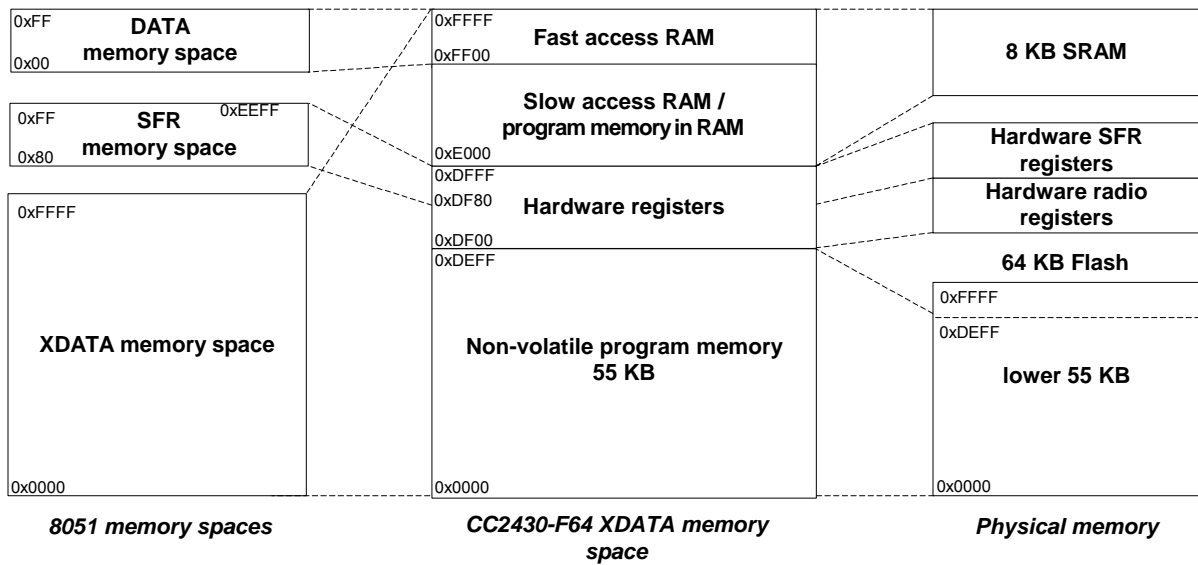 0xFF
DATA
memory space
0x00
0xFF
SFR
0xEEFF
memory space
0x80
0xFFFF
XDATA memory space
0x0000
8051 memory spaces
0xFFFF
Fast access RAM
0xFF00
Slow access RAM /
program memory in RAM
0xE000
0xDFFF
0xDF80
Hardware registers
0xDF00
0xDEFF
Non-volatile program memory
55 KB
0x0000
CC2430-F64 XDATA memory
space
8 KB SRAM
Hardware SFR
registers
Hardware radio
registers
64 KB Flash
0xFFFF
0xDEFF
lower 55 KB
0x0000
Physical memory